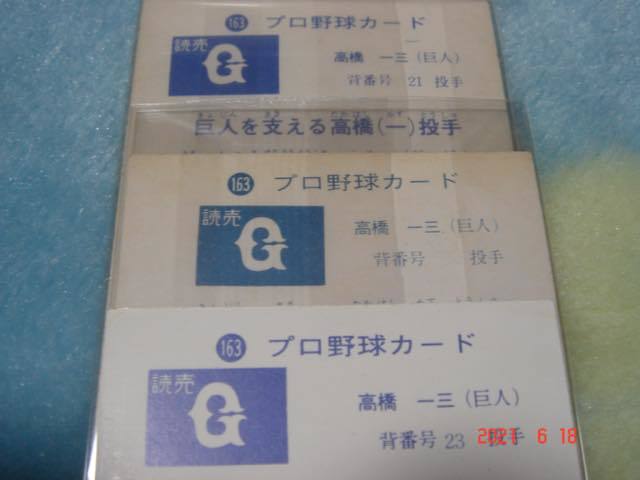 163 プロ野球カード
読売
G
高橋 一三(巨人)
背番号 21 投手
巨人を支える高橋(一)投手
163 プロ野球カード
読売
G
高橋 一三(巨人)
背番号 投手
163 プロ野球カード
読売
G
高橋 一三(巨人)
背番号 23 投手
2021 6 18